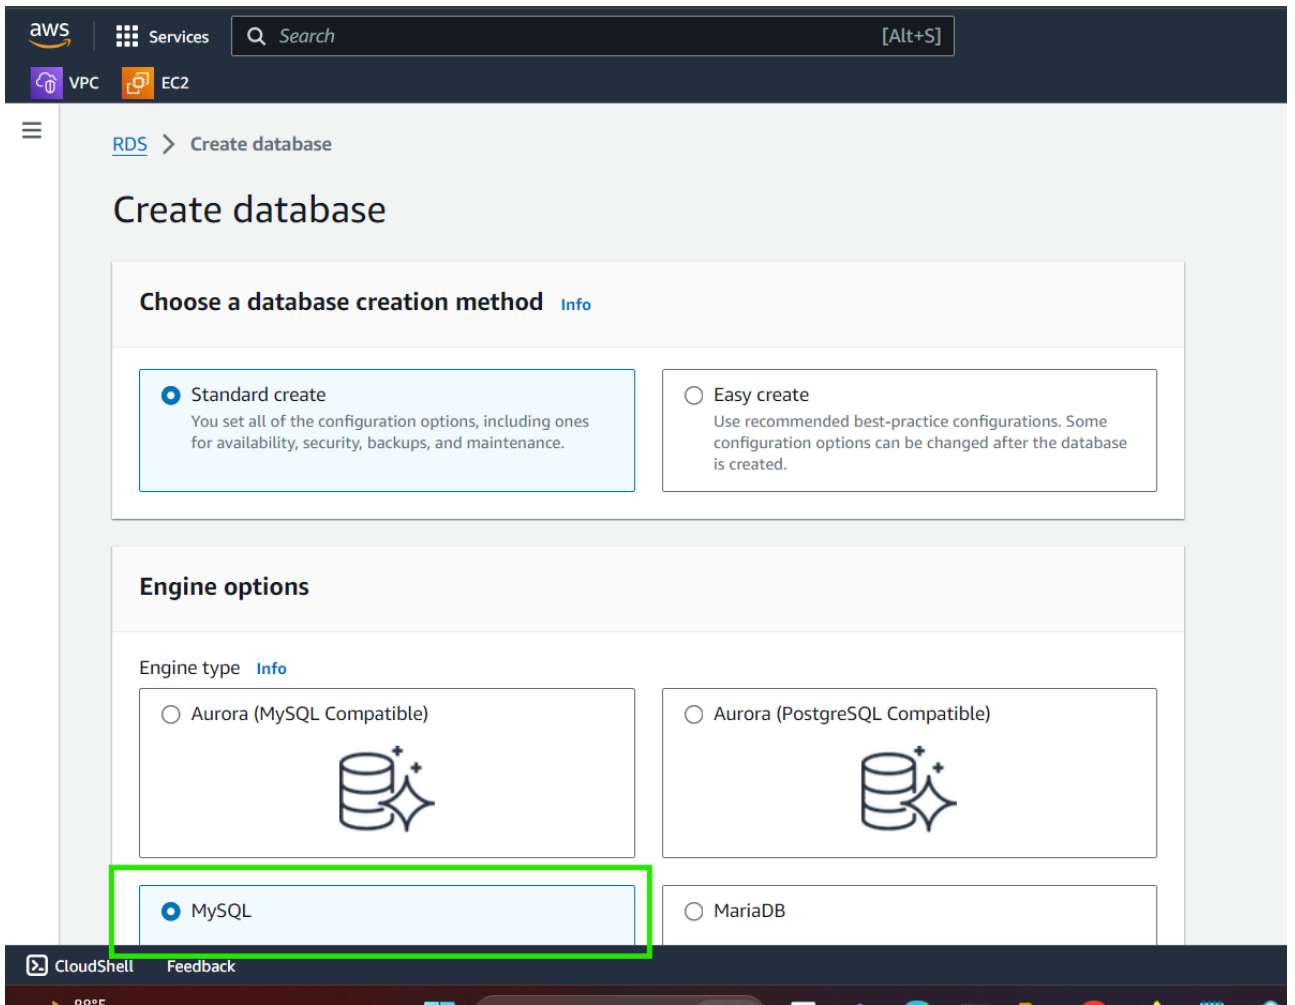 aws
Services
Search
[Alt+S]
VPC
EC2
RDS
Create database
Create database
Choose a database creation method Info
Standard create
You set all of the configuration options, including ones
for availability, security, backups, and maintenance.
Easy create
Use recommended best-practice configurations. Some
configuration options can be changed after the database
is created.
Engine options
Engine type Info
Aurora (MySQL Compatible)
Aurora (PostgreSQL Compatible)
MySQL
MariaDB
CloudShell
Feedback